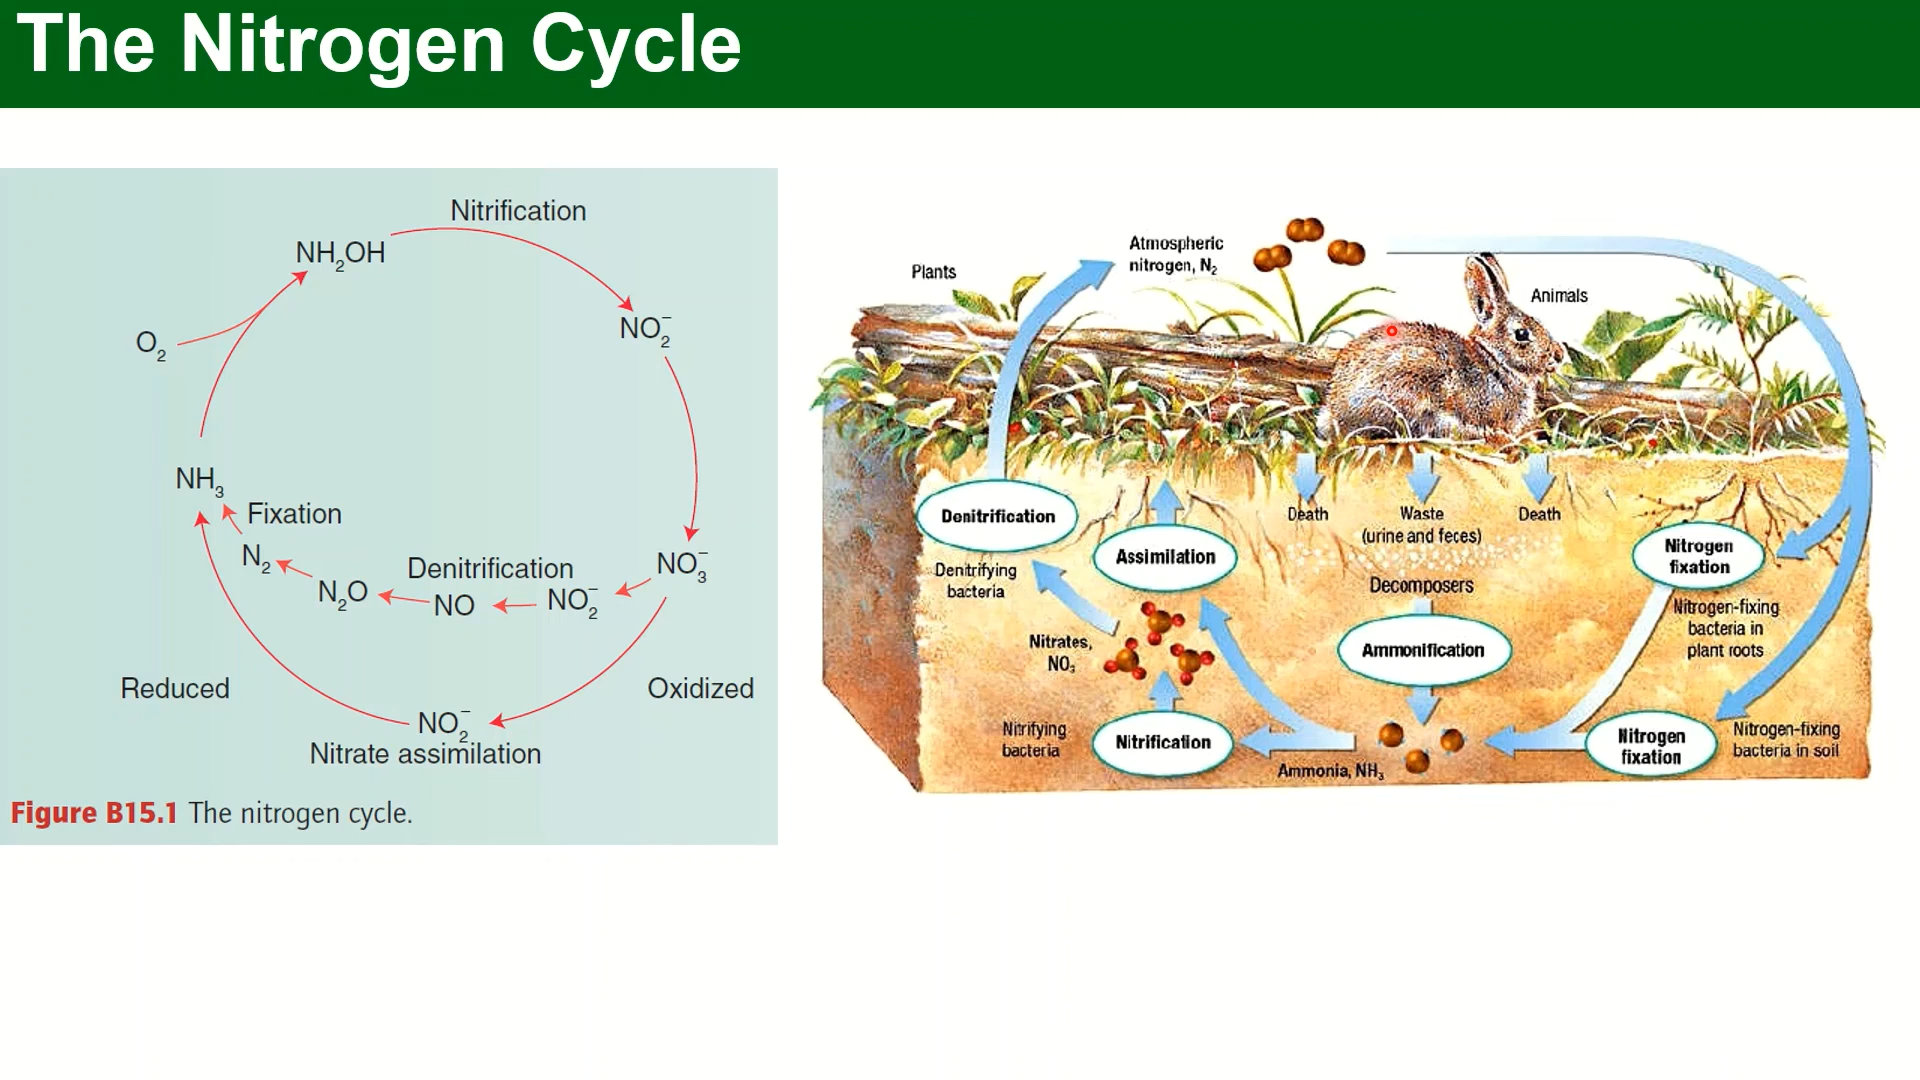 The Nitrogen Cycle
Nitrification
NH₂OH
O₂
NO₂⁻
NH₃
Fixation
N₂
N₂O
Denitrification
NO
NO₂⁻
NO₃⁻
Reduced
Oxidized
NO₂⁻
Nitrate assimilation
Figure B15.1 The nitrogen cycle.
Atmospheric
nitrogen, N₂
Plants
Animals
Denitrification
Denitrifying
bacteria
Assimilation
Death
Waste
(urine and feces)
Death
Decomposers
Nitrogen
fixation
Nitrogen-fixing
bacteria in
plant roots
Nitrates,
NO₃
Ammonification
Nitrifying
bacteria
Nitrification
Ammonia, NH₃
Nitrogen
fixation
Nitrogen-fixing
bacteria in soil